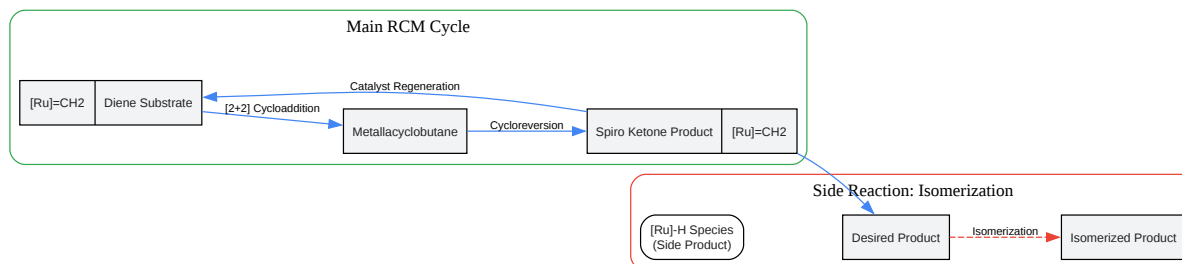 Main RCM Cycle
[Ru]=CH2
Diene Substrate
Catalyst Regeneration
[2+2] Cycloaddition
Metallacyclobutane
Cycloreversion
Spiro Ketone Product
[Ru]=CH2
Side Reaction: Isomerization
[Ru]-H Species
(Side Product)
Desired Product
Isomerization
Isomerized Product